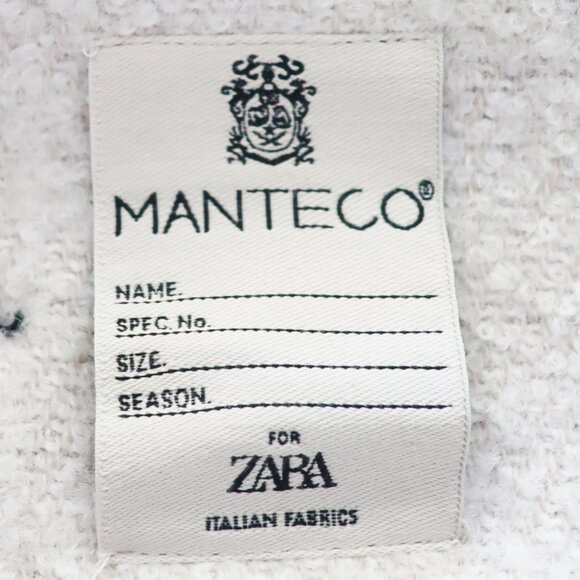 MANTECO®
NAME.
SPEC. No.
SIZE.
SEASON.
FOR
ZARA
ITALIAN FABRICS